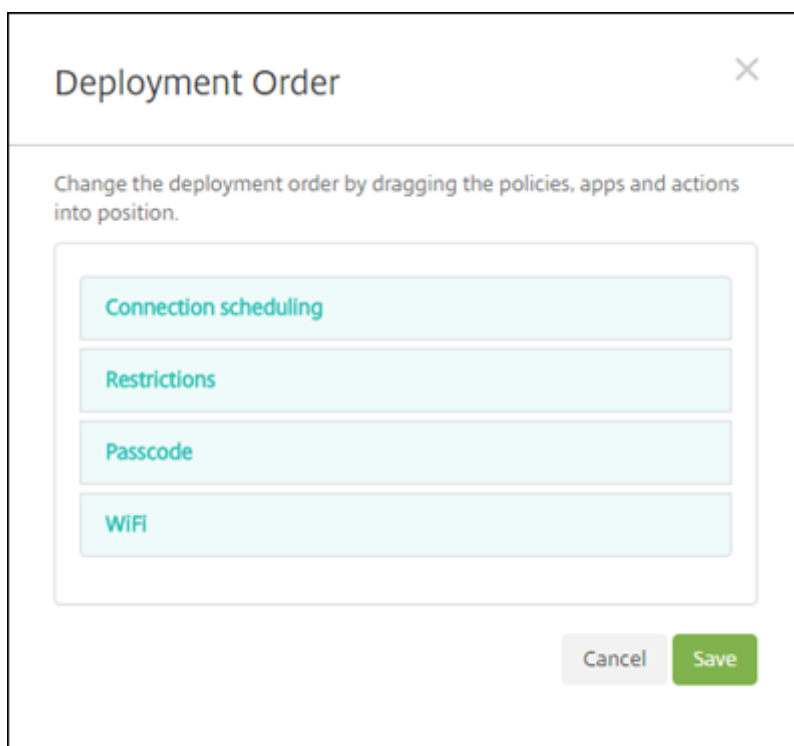 Deployment Order
Change the deployment order by dragging the policies, apps and actions
into position.
Connection scheduling
Restrictions
Passcode
WiFi
Cancel
Save